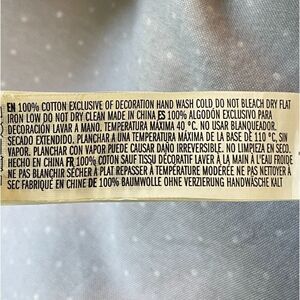 EN 100% COTTON EXCLUSIVE OF DECORATION HAND WASH COLD DO NOT BLEACH DRY FLAT
IRON LOW DO NOT DRY CLEAN MADE IN CHINA ES 100% ALGODÓN EXCLUSIVO PARA
DECORACIÓN LAVAR A MANO. TEMPERATURA MÁXIMA 40 °C. NO USAR BLANQUEADOR.
SECADO EXTENDIDO. PLANCHAR A UNA TEMPERATURA MÁXIMA DE LA BASE DE 110 °C, SIN
VAPOR. PLANCHAR CON VAPOR PUEDE CAUSAR DAÑO IRREVERSIBLE. NO LIMPIEZA EN SECO.
HECHO EN CHINA FR 100% COTON SAUF TISSU DÉCORATIF LAVER À LA MAIN À L'EAU FROIDE
NE PAS BLANCHIR SÉCHER À PLAT REPASSER À TEMPÉRATURE MODÉRÉE NE PAS NETTOYER À
SEC FABRIQUÉ EN CHINE DE 100% BAUMWOLLE OHNE VERZIERUNG HANDWÄSCHE KALT